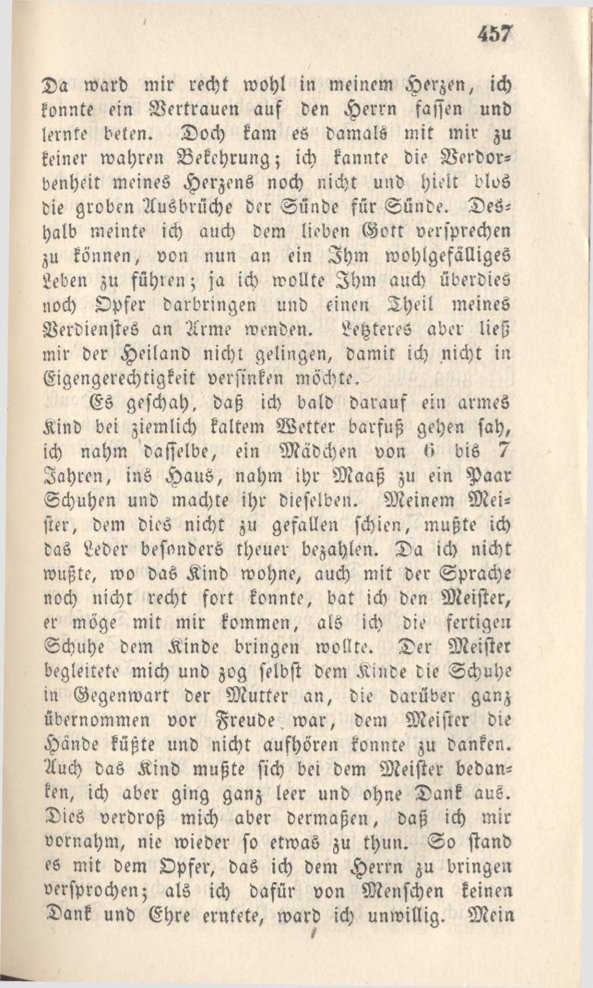 457
Da ward mir recht wohl in meinem Herzen, ich
konnte ein Vertrauen auf den Herrn fassen und
lernte beten. Doch kam es damals mit mir zu
keiner wahren Bekehrung; ich kannte die Verdor-
benheit meines Herzens noch nicht und hielt blos
die groben Ausbrüche der Sünde für Sünde. Des-
halb meinte ich auch dem lieben Gott versprechen
zu können, von nun an ein Ihm wohlgefälliges
Leben zu führen; ja ich wollte Ihm auch überdies
noch Opfer darbringen und einen Theil meines
Verdienstes an Arme wenden. Letzteres aber ließ
mir der Heiland nicht gelingen, damit ich nicht in
Eigengerechtigkeit versinken möchte.
Es geschah, daß ich bald darauf ein armes
Kind bei ziemlich kaltem Wetter barfuß gehen sah,
ich nahm dasselbe, ein Mädchen von 6 bis 7
Jahren, ins Haus, nahm ihr Maaß zu ein Paar
Schuhen und machte ihr dieselben. Meinem Mei-
ster, dem dies nicht zu gefallen schien, mußte ich
das Leder besonders theuer bezahlen. Da ich nicht
wußte, wo das Kind wohne, auch mit der Sprache
noch nicht recht fort konnte, bat ich den Meister,
er möge mit mir kommen, als ich die fertigen
Schuhe dem Kinde bringen wollte. Der Meister
begleitete mich und zog selbst dem Kinde die Schuhe
in Gegenwart der Mutter an, die darüber ganz
übernommen vor Freude war, dem Meister die
Hände küßte und nicht aufhören konnte zu danken.
Auch das Kind mußte sich bei dem Meister bedan-
ken, ich aber ging ganz leer und ohne Dank aus.
Dies verdroß mich aber dermaßen, daß ich mir
vornahm, nie wieder so etwas zu thun. So stand
es mit dem Opfer, das ich dem Herrn zu bringen
versprochen; als ich dafür von Menschen keinen
Dank und Ehre erntete, ward ich unwillig. Mein